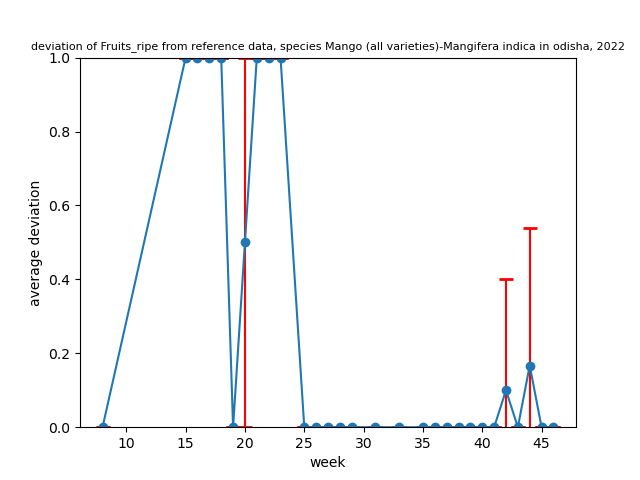 deviation of Fruits_ripe from reference data, species Mango (all varieties)-Mangifera indica in odisha, 2022
1.0
0.8
0.6
0.4
0.2
0.0
average deviation
10 15 20 25 30 35 40 45
week